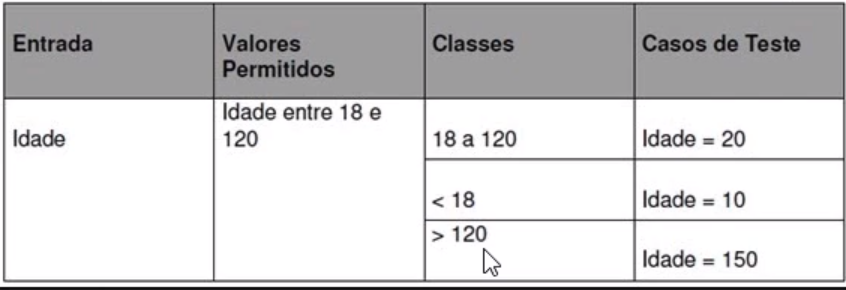 Entrada
Valores
Permitidos
Classes
Casos de Teste
Idade
Idade entre 18 e
120
18 a 120
Idade = 20
< 18
Idade = 10
> 120
Idade = 150